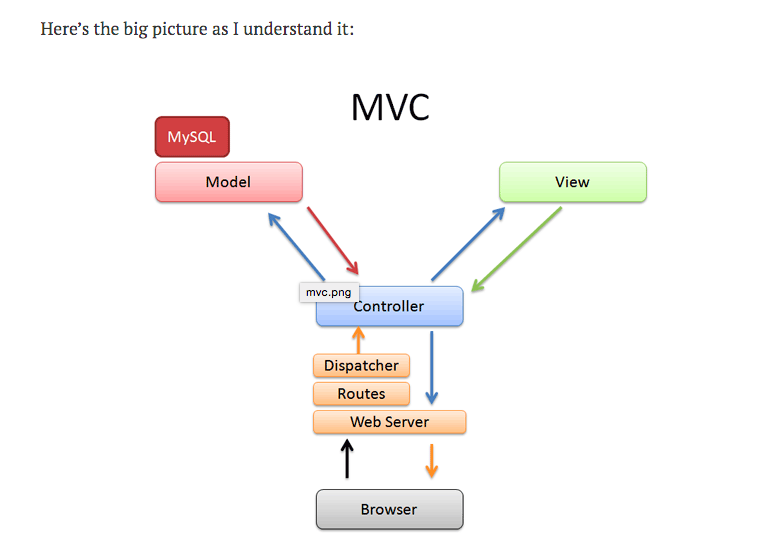 Here’s the big picture as I understand it:
MVC
MySQL
Model
View
mvc.png
Controller
Dispatcher
Routes
Web Server
Browser